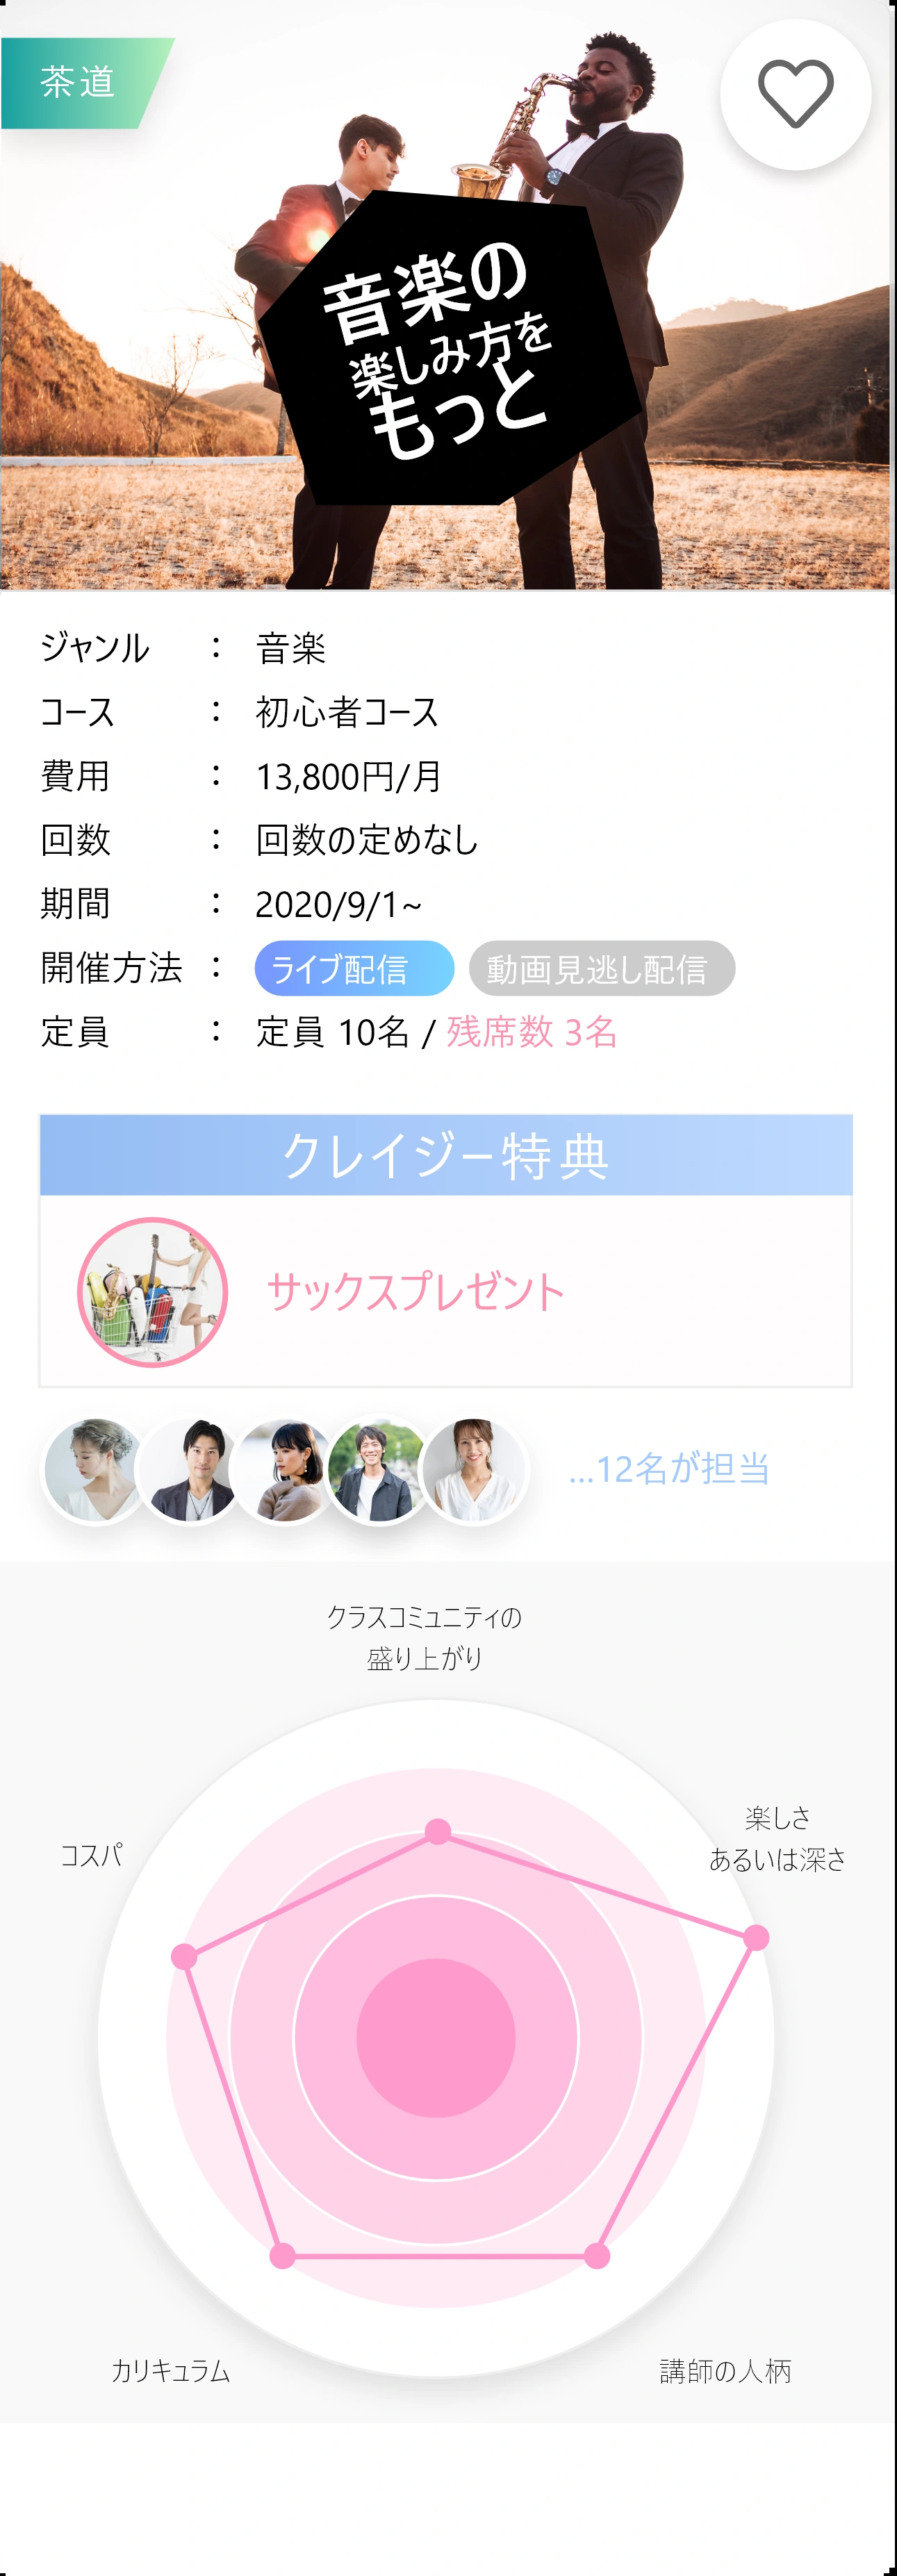 茶道
音楽の
楽しみ方を
もっと
ジャンル : 音楽
コース : 初心者コース
費用 : 13,800円/月
回数 : 回数の定めなし
期間 : 2020/9/1~
開催方法 : ライブ配信 動画見逃し配信
定員 : 定員 10名 / 残席数 3名
クレイジー特典
サックスプレゼント
...12名が担当
クラスコミュニティの
盛り上がり
楽しさ
あるいは深さ
コスパ
カリキュラム
講師の人柄